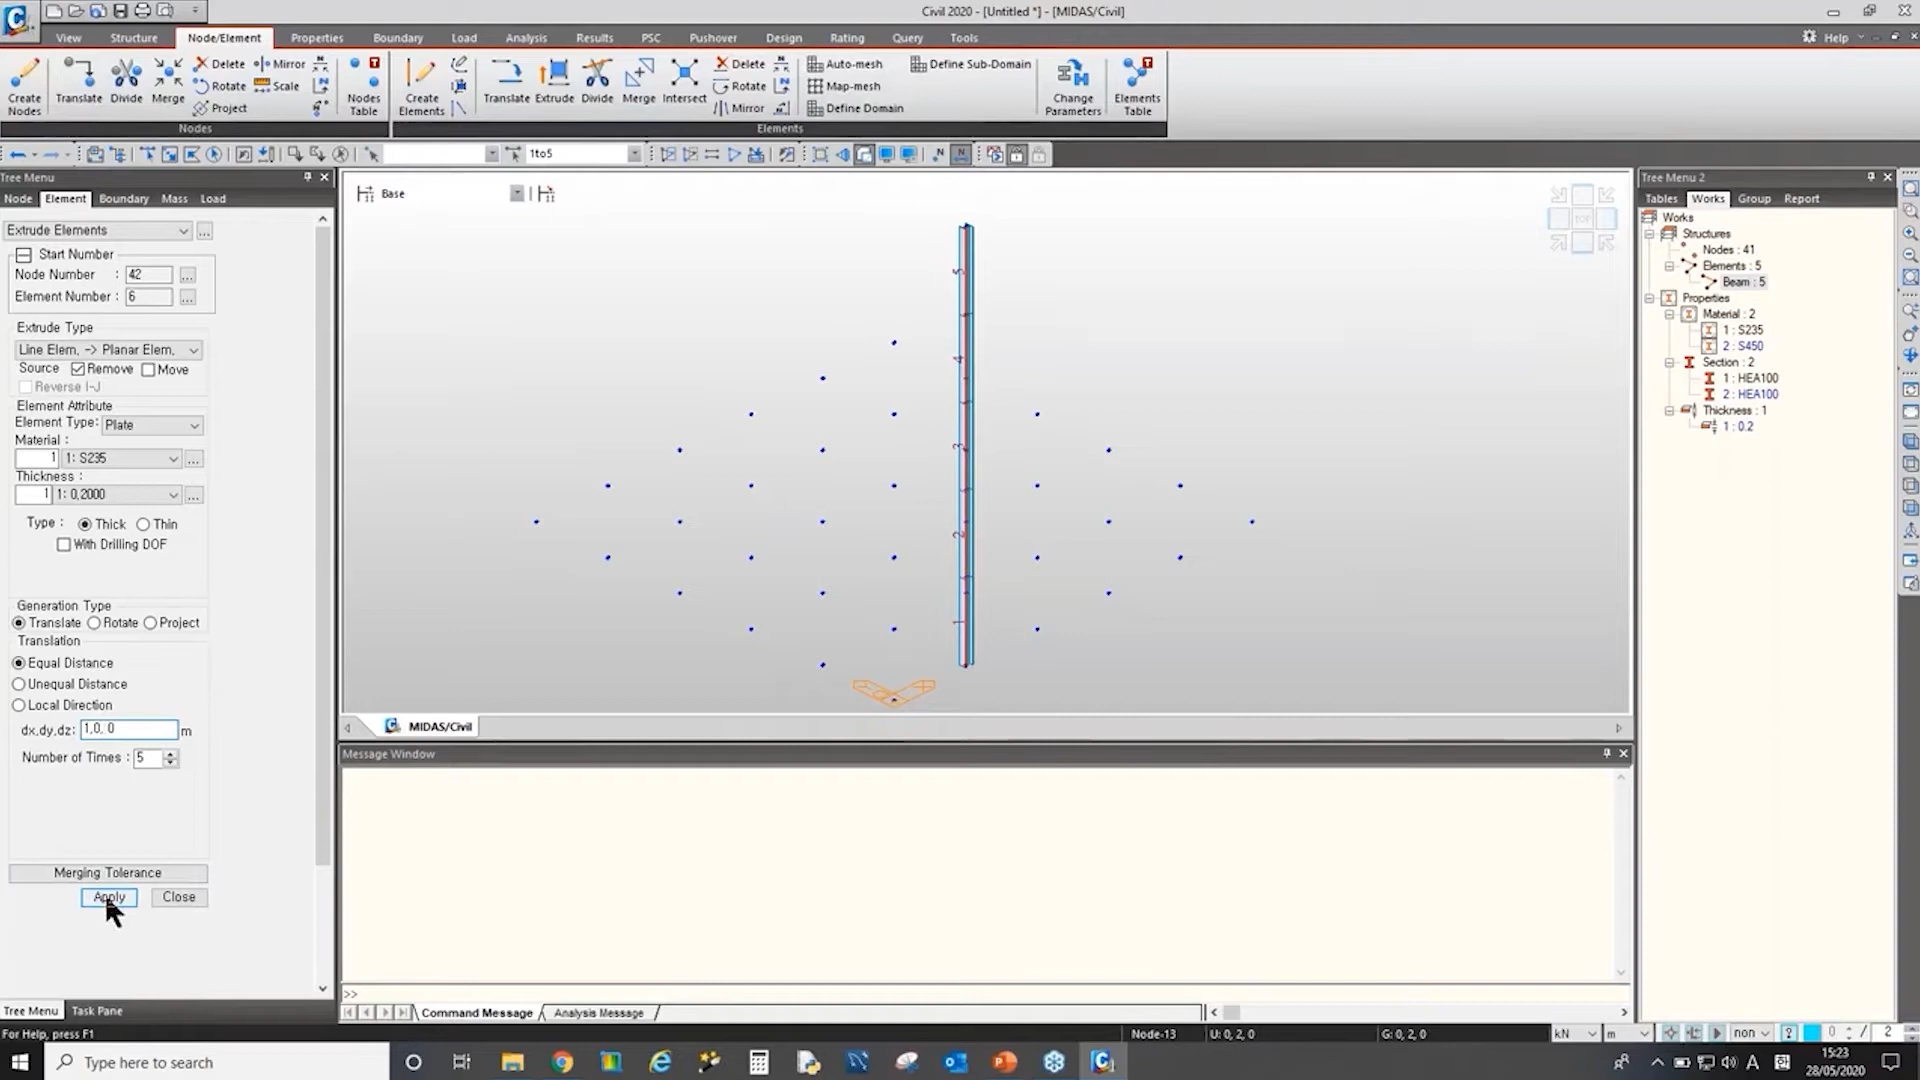 Civil 2020 - [Untitled *] - [MIDAS/Civil]
View Structure Node/Element Properties Boundary Load Analysis Results PSC Pushover Design Rating Query Tools Help
Create Nodes
Translate
Divide
Merge
Delete
Rotate
Project
Mirror
Scale
Nodes Table
Nodes
Create Elements
Translate
Extrude
Divide
Merge
Intersect
Delete
Rotate
Mirror
Auto-mesh
Map-mesh
Define Domain
Define Sub-Domain
Change Parameters
Elements Table
Elements
1to5
Tree Menu
Node Element Boundary Mass Load
Extrude Elements
Start Number
Node Number : 42
Element Number : 6
Extrude Type
Line Elem. -> Planar Elem.
Source Remove Move
Reverse I-J
Element Attribute
Element Type: Plate
Material :
1 1: S235
Thickness :
1 1: 0,2000
Type : Thick Thin
With Drilling DOF
Generation Type
Translate Rotate Project
Translation
Equal Distance
Unequal Distance
Local Direction
dx,dy,dz: 1,0, 0 m
Number of Times : 5
Merging Tolerance
Apply Close
Tree Menu Task Pane
Base
TOP
5
4
3
2
1
MIDAS/Civil
Message Window
>>
Command Message Analysis Message
Tree Menu 2
Tables Works Group Report
Works
Structures
Nodes : 41
Elements : 5
Beam : 5
Properties
Material : 2
1 : S235
2 : S450
Section : 2
1 : HEA100
2 : HEA100
Thickness : 1
1 : 0.2
For Help, press F1
Node-13 U: 0, 2, 0 G: 0, 2, 0 kN m non 0 / 2
Type here to search
A
15:23
28/05/2020